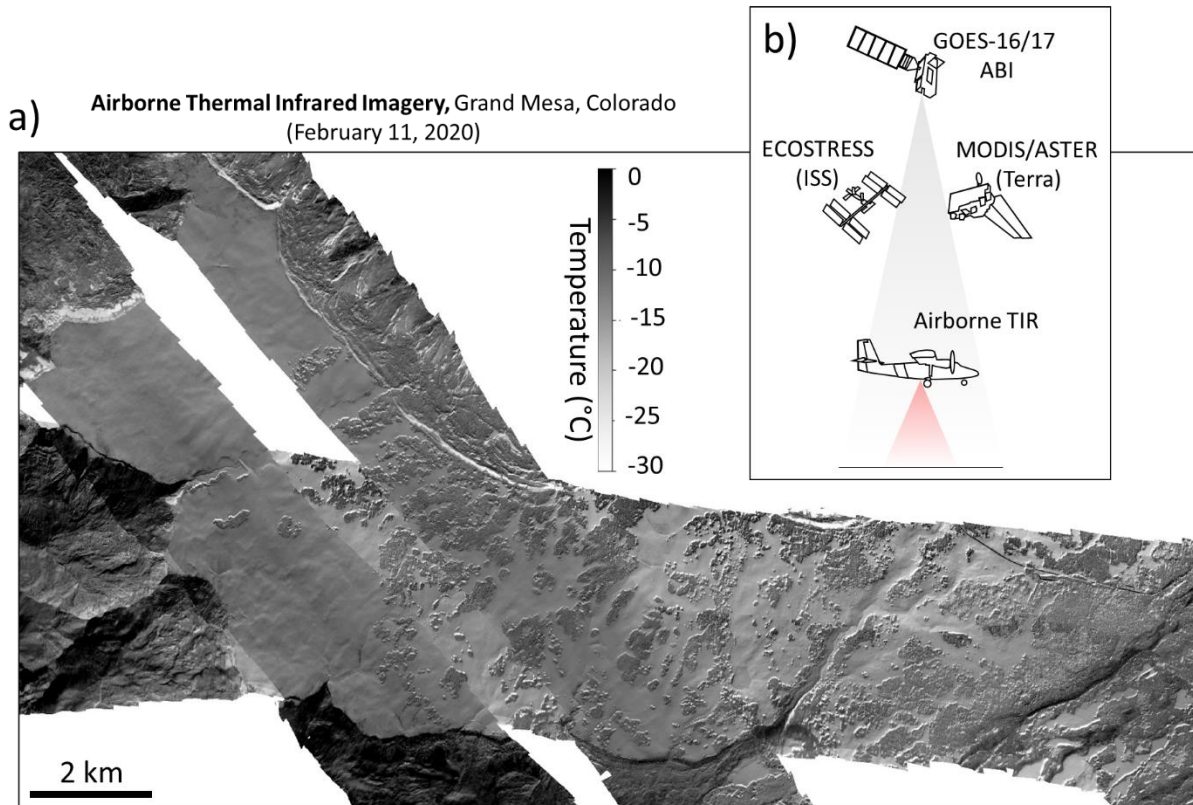 a)
Airborne Thermal Infrared Imagery, Grand Mesa, Colorado
(February 11, 2020)
Temperature (°C)
0
-5
-10
-15
-20
-25
-30
2 km
b)
GOES-16/17
ABI
ECOSTRESS
(ISS)
MODIS/ASTER
(Terra)
Airborne TIR